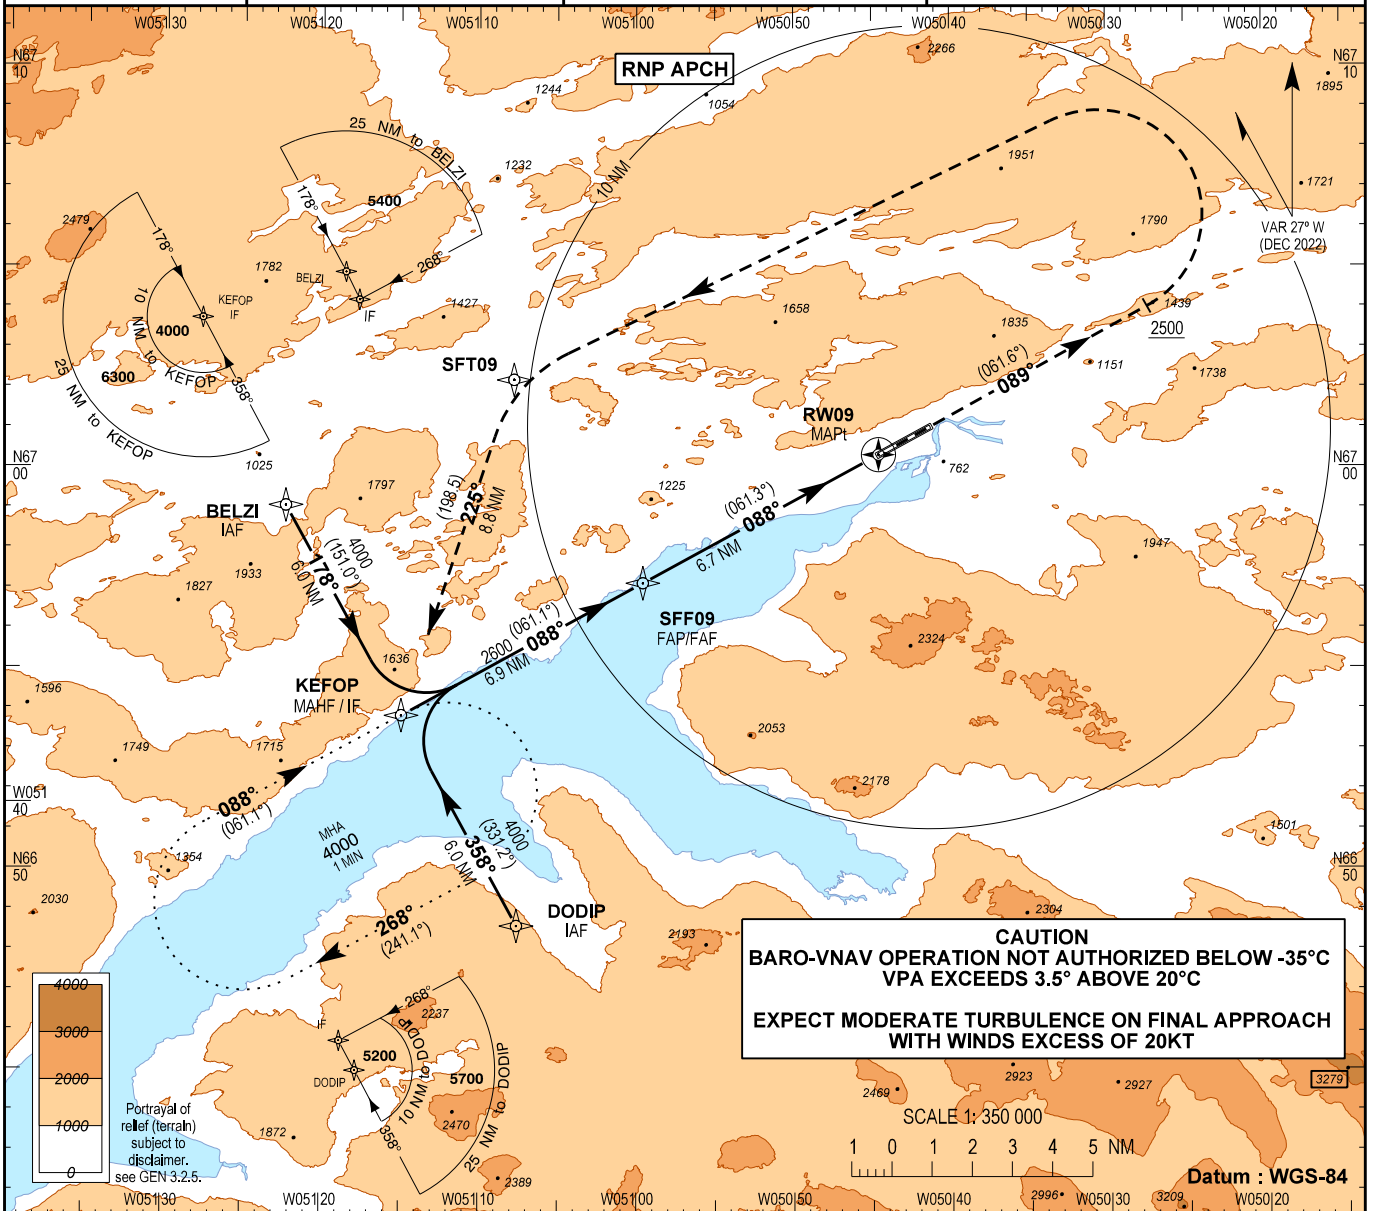 W051 30
W051 20
W051 10
W051 00
W050 50
W050 40
W050 30
W050 20
N67
10
N67
10
RNP APCH
2266
1895
1244
1054
25 NM to BELZI
1232
1951
10 NM
1721
178°
5400
2479
178°
1790
VAR 27° W
(DEC 2022)
268°
1782
BELZI
KEFOP
IF
IF
1427
1439
4000
10 NM to KEFOP
1658
1835
2500
6300
25 NM to KEFOP
358°
SFT09
(061.6°)
089°
1151
1738
RW09
MAPt
1025
N67
00
762
N67
00
1797
(198.5)
225°
8.8 NM
1225
(061.3°)
088°
6.7 NM
BELZI
IAF
4000
(151.0°)
178°
6.0 NM
1933
1827
1947
SFF09
FAP/FAF
2600 (061.1°)
088°
6.9 NM
2324
1636
KEFOP
MAHF / IF
1596
2053
1749
1715
2178
W051
40
088°
(061.1°)
MHA
4000
1 MIN
4000
(331.2°)
358°
6.0 NM
1501
1354
N66
50
N66
50
2030
DODIP
IAF
268°
(241.1°)
2193
2304
CAUTION
BARO-VNAV OPERATION NOT AUTHORIZED BELOW -35°C
VPA EXCEEDS 3.5° ABOVE 20°C
EXPECT MODERATE TURBULENCE ON FINAL APPROACH
WITH WINDS EXCESS OF 20KT
4000
3000
2000
1000
0
268°
2237
IF
5200
DODIP
10 NM to DODIP
5700
25 NM to DODIP
358°
2470
1872
2389
2923
2927
2469
3279
Portrayal of
relief (terrain)
subject to
disclaimer.
see GEN 3.2.5.
SCALE 1: 350 000
1 0 1 2 3 4 5 NM
Datum : WGS-84
2996
3209
W051 30
W051 20
W051 10
W051 00
W050 50
W050 40
W050 30
W050 20